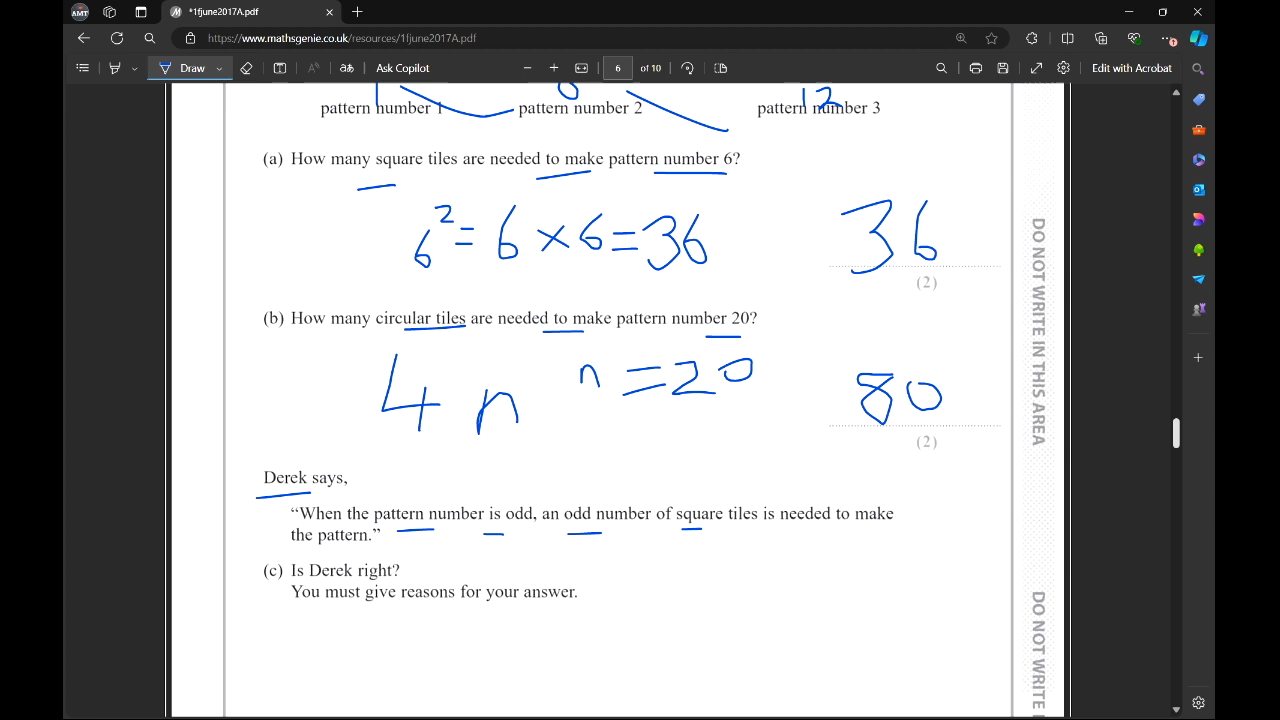 *1fjune2017A.pdf
https://www.mathsgenie.co.uk/resources/1fjune2017A.pdf
Draw
Ask Copilot
6 of 10
Edit with Acrobat
12
pattern number 1 pattern number 2 pattern number 3
(a) How many square tiles are needed to make pattern number 6?
6² = 6 × 6 = 36
36
(2)
(b) How many circular tiles are needed to make pattern number 20?
4 n n = 20
80
(2)
Derek says,
“When the pattern number is odd, an odd number of square tiles is needed to make
the pattern.”
(c) Is Derek right?
You must give reasons for your answer.
DO NOT WRITE IN THIS AREA
DO NOT WRITE I